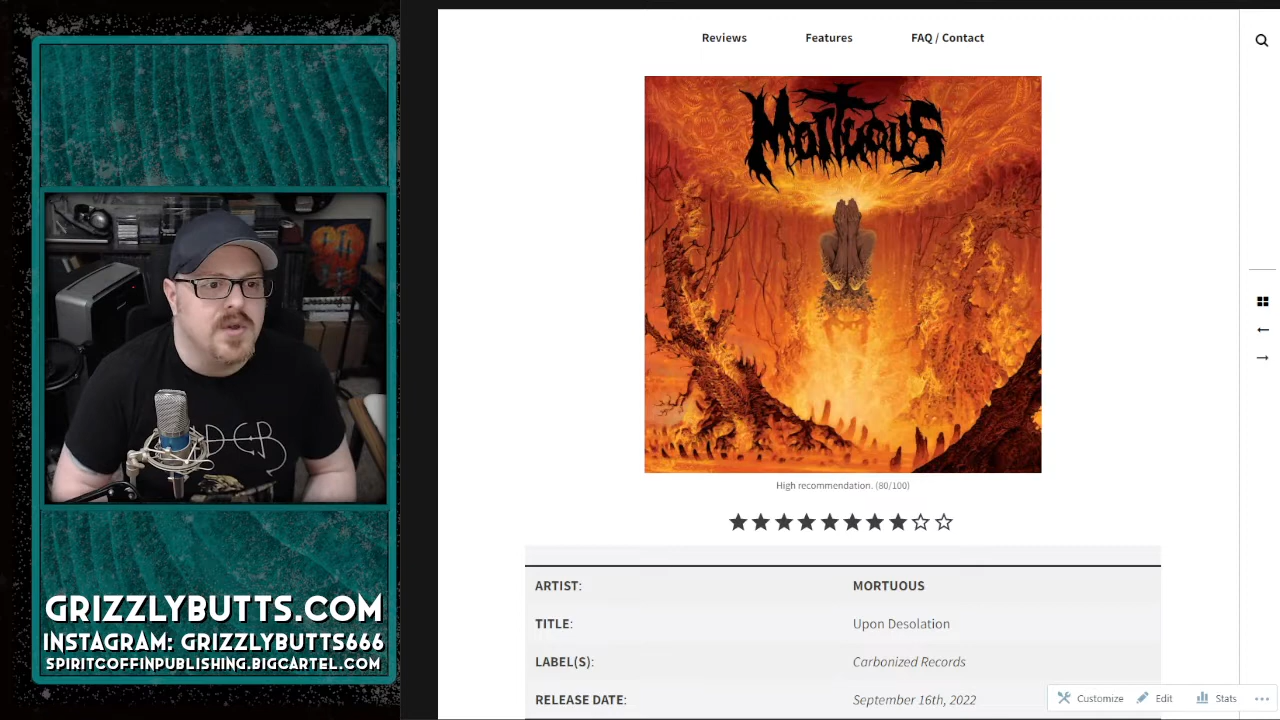 Reviews
Features
FAQ / Contact
MORTUOUS
High recommendation. (80/100)
ARTIST:
MORTUOUS
TITLE:
Upon Desolation
LABEL(S):
Carbonized Records
RELEASE DATE:
September 16th, 2022
Customize
Edit
Stats
GRIZZLYBUTTS.COM
INSTAGRAM: GRIZZLYBUTTS666
SPIRITCOFFINPUBLISHING.BIGCARTEL.COM